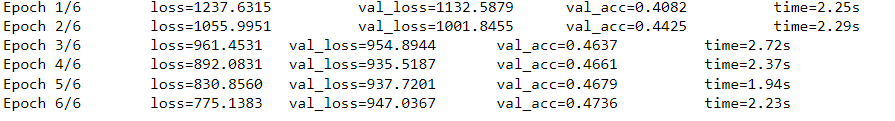 Epoch 1/6 loss=1237.6315 val_loss=1132.5879 val_acc=0.4082 time=2.25s
Epoch 2/6 loss=1055.9951 val_loss=1001.8455 val_acc=0.4425 time=2.29s
Epoch 3/6 loss=961.4531 val_loss=954.8944 val_acc=0.4637 time=2.72s
Epoch 4/6 loss=892.0831 val_loss=935.5187 val_acc=0.4661 time=2.37s
Epoch 5/6 loss=830.8560 val_loss=937.7201 val_acc=0.4679 time=1.94s
Epoch 6/6 loss=775.1383 val_loss=947.0367 val_acc=0.4736 time=2.23s